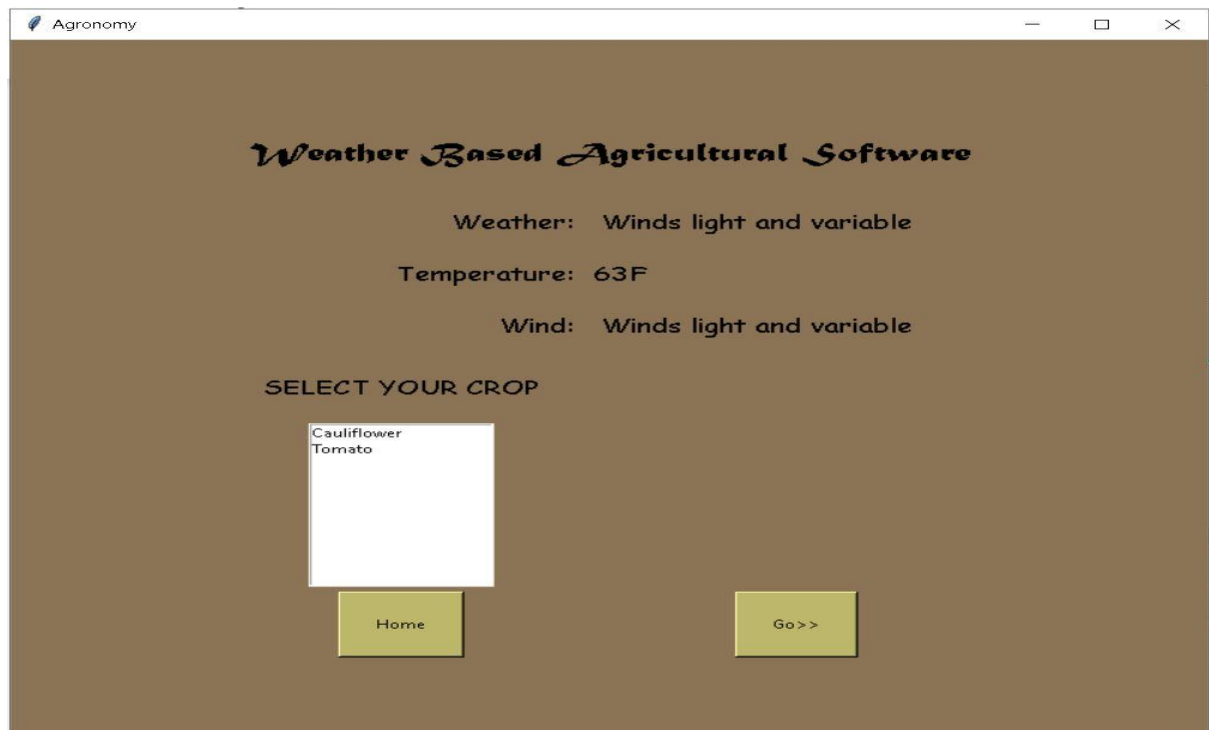 Agronomy
Weather Based Agricultural Software
Weather: Winds light and variable
Temperature: 63F
Wind: Winds light and variable
SELECT YOUR CROP
Cauliflower
Tomato
Home Go>>